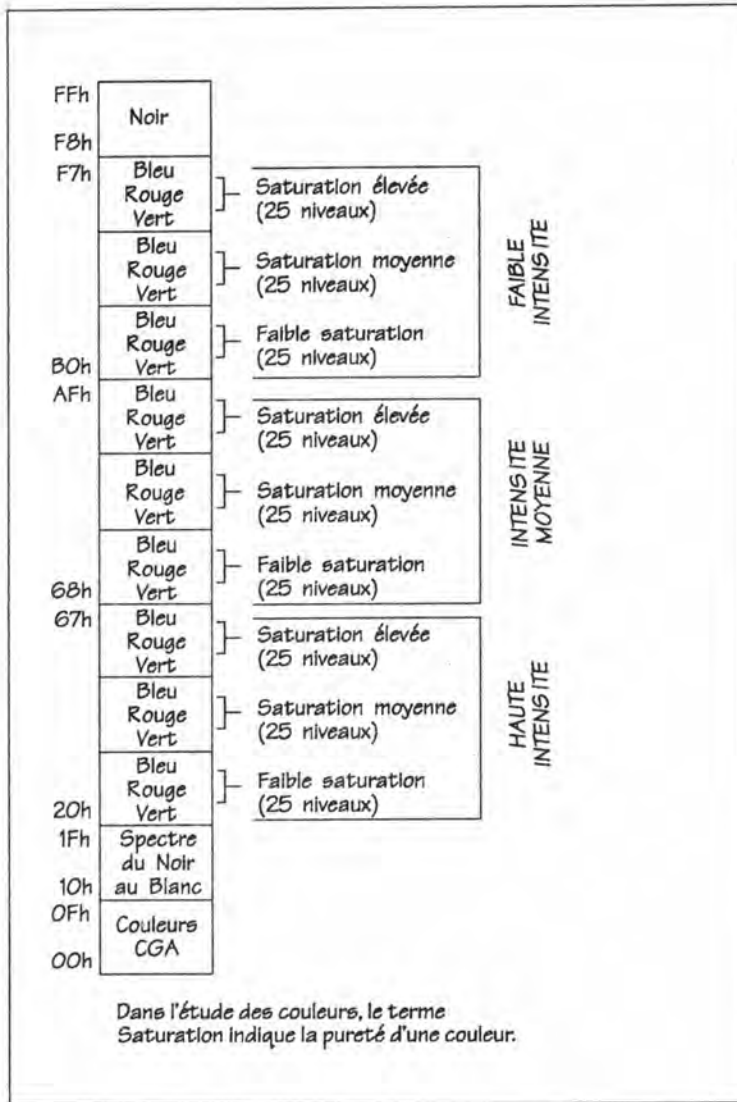 FFh
Noir
F8h
F7h
Bleu
Rouge
Vert
Saturation élevée
(25 niveaux)
Bleu
Rouge
Vert
Saturation moyenne
(25 niveaux)
Bleu
Rouge
Vert
Faible saturation
(25 niveaux)
B0h
FAIBLE
INTENSITE
AFh
Bleu
Rouge
Vert
Saturation élevée
(25 niveaux)
Bleu
Rouge
Vert
Saturation moyenne
(25 niveaux)
Bleu
Rouge
Vert
Faible saturation
(25 niveaux)
68h
INTENSITE
MOYENNE
67h
Bleu
Rouge
Vert
Saturation élevée
(25 niveaux)
Bleu
Rouge
Vert
Saturation moyenne
(25 niveaux)
Bleu
Rouge
Vert
Faible saturation
(25 niveaux)
20h
HAUTE
INTENSITE
1Fh
Spectre
du Noir
au Blanc
10h
0Fh
Couleurs
CGA
00h
Dans l'étude des couleurs, le terme
Saturation indique la pureté d'une couleur.